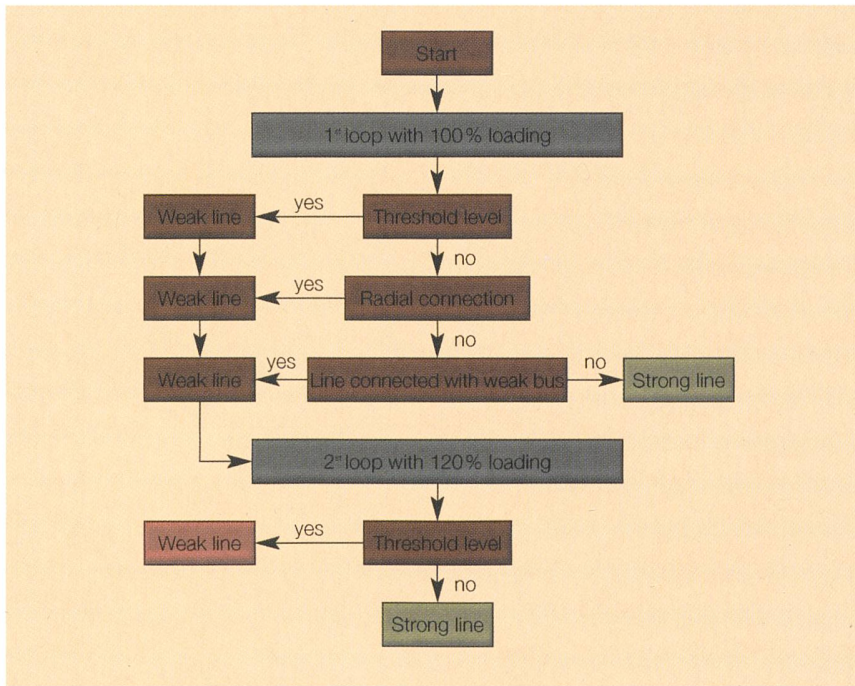 Start
1st loop with 100% loading
Weak line
yes
Threshold level
no
Weak line
yes
Radial connection
no
Weak line
yes
Line connected with weak bus
no
Strong line
2st loop with 120% loading
Weak line
yes
Threshold level
no
Strong line